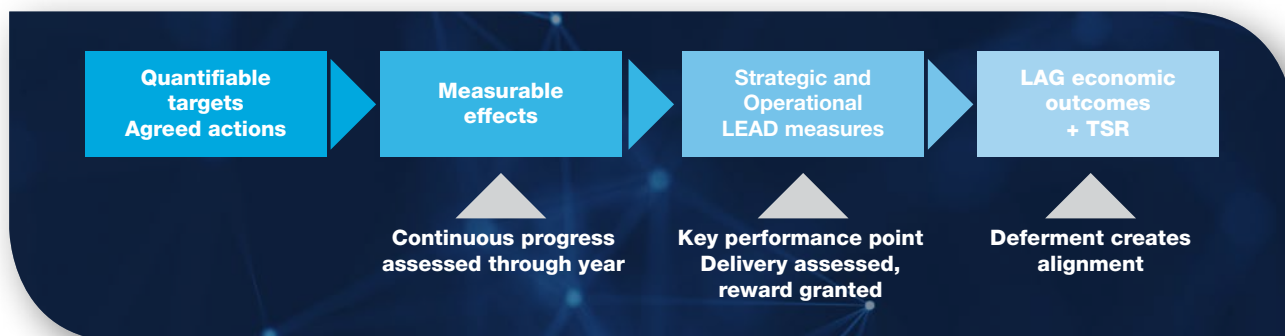 Quantifiable
targets
Agreed actions
Measurable
effects
Strategic and
Operational
LEAD measures
LAG economic
outcomes
+ TSR
Continuous progress
assessed through year
Key performance point
Delivery assessed,
reward granted
Deferment creates
alignment